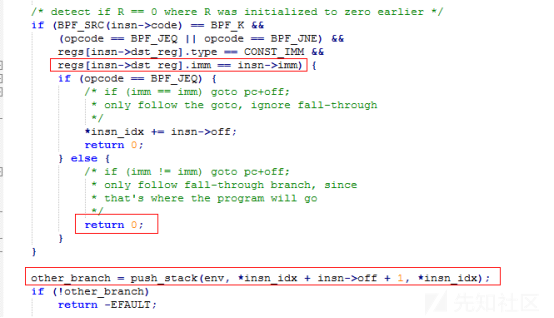 /* detect if R == 0 where R was initialized to zero earlier */
if (BPF_SRC(insn->code) == BPF_K &&
(opcode == BPF_JEQ || opcode == BPF_JNE) &&
regs[insn->dst_reg].type == CONST_IMM &&
regs[insn->dst_reg].imm == insn->imm) {
if (opcode == BPF_JEQ) {
/* if (imm == imm) goto pc+off;
* only follow the goto, ignore fall-through
*/
*insn_idx += insn->off;
return 0;
} else {
/* if (imm != imm) goto pc+off;
* only follow fall-through branch, since
* that's where the program will go
*/
return 0;
}
}
other_branch = push_stack(env, *insn_idx + insn->off + 1, *insn_idx);
if (!other_branch)
return -EFAULT;
先知社区